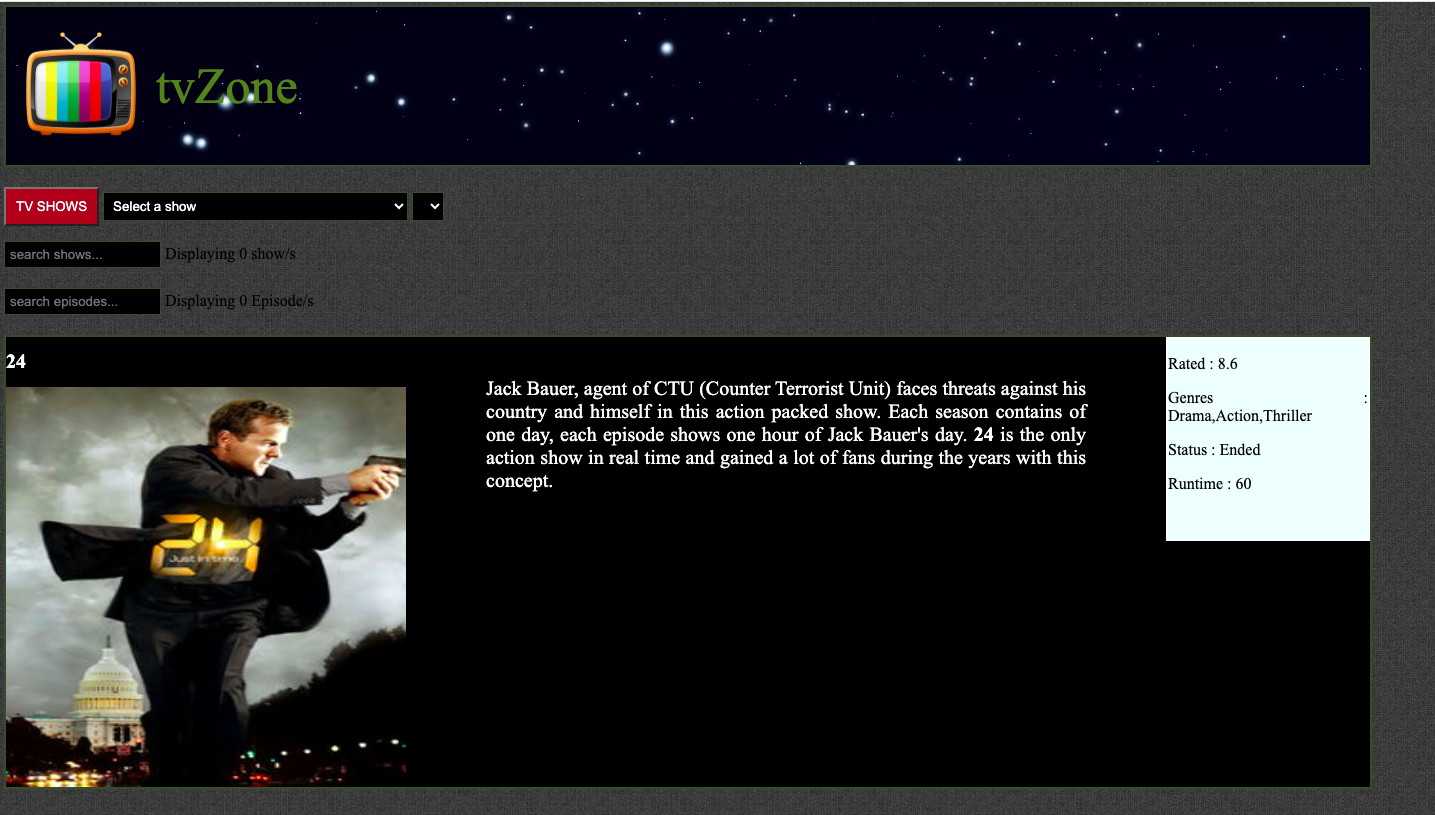 tvZone
TV SHOWS
Select a show
search shows...
Displaying 0 show/s
search episodes...
Displaying 0 Episode/s
24
24
Just in time
Jack Bauer, agent of CTU (Counter Terrorist Unit) faces threats against his
country and himself in this action packed show. Each season contains of
one day, each episode shows one hour of Jack Bauer's day. 24 is the only
action show in real time and gained a lot of fans during the years with this
concept.
Rated : 8.6
Genres :
Drama,Action,Thriller
Status : Ended
Runtime : 60